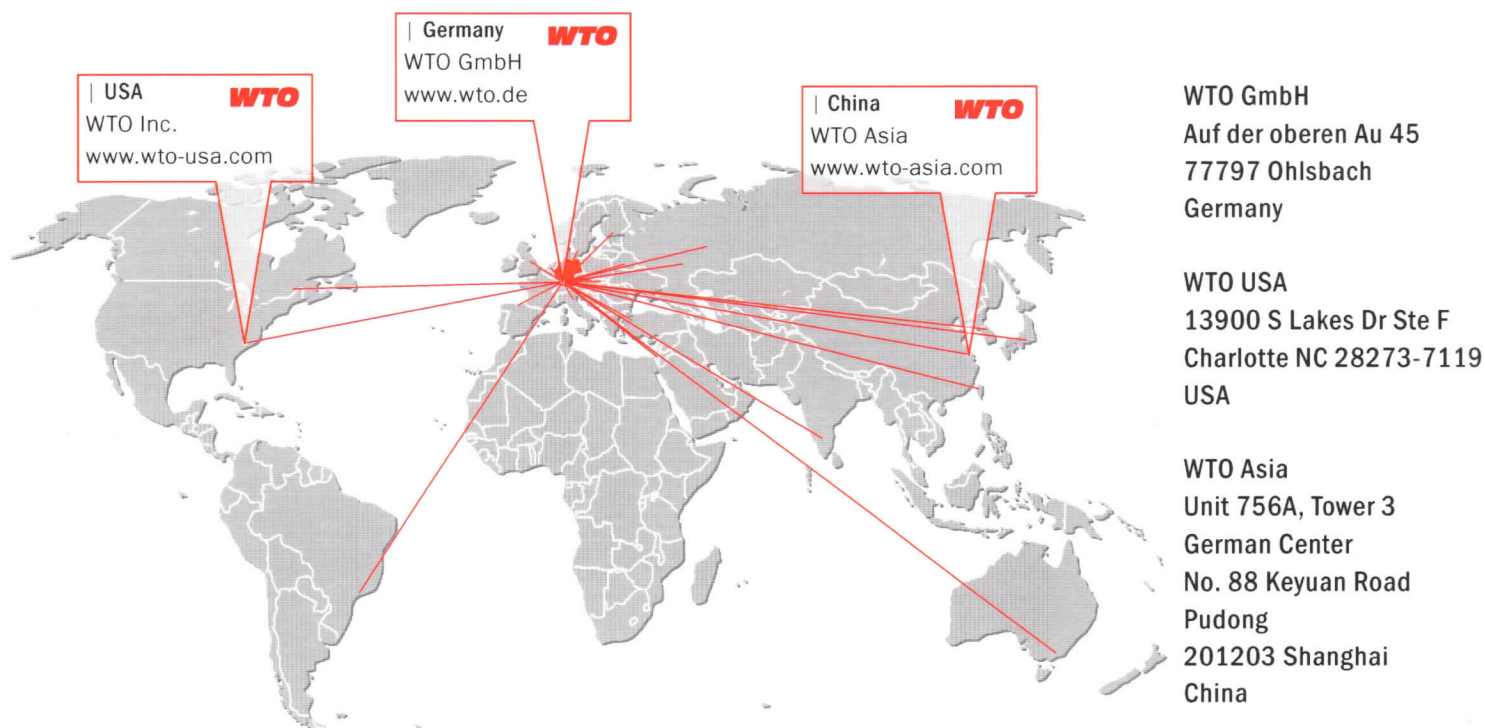 | USA WTO
WTO Inc.
www.wto-usa.com
| Germany WTO
WTO GmbH
www.wto.de
| China WTO
WTO Asia
www.wto-asia.com
WTO GmbH
Auf der oberen Au 45
77797 Ohlsbach
Germany
WTO USA
13900 S Lakes Dr Ste F
Charlotte NC 28273-7119
USA
WTO Asia
Unit 756A, Tower 3
German Center
No. 88 Keyuan Road
Pudong
201203 Shanghai
China